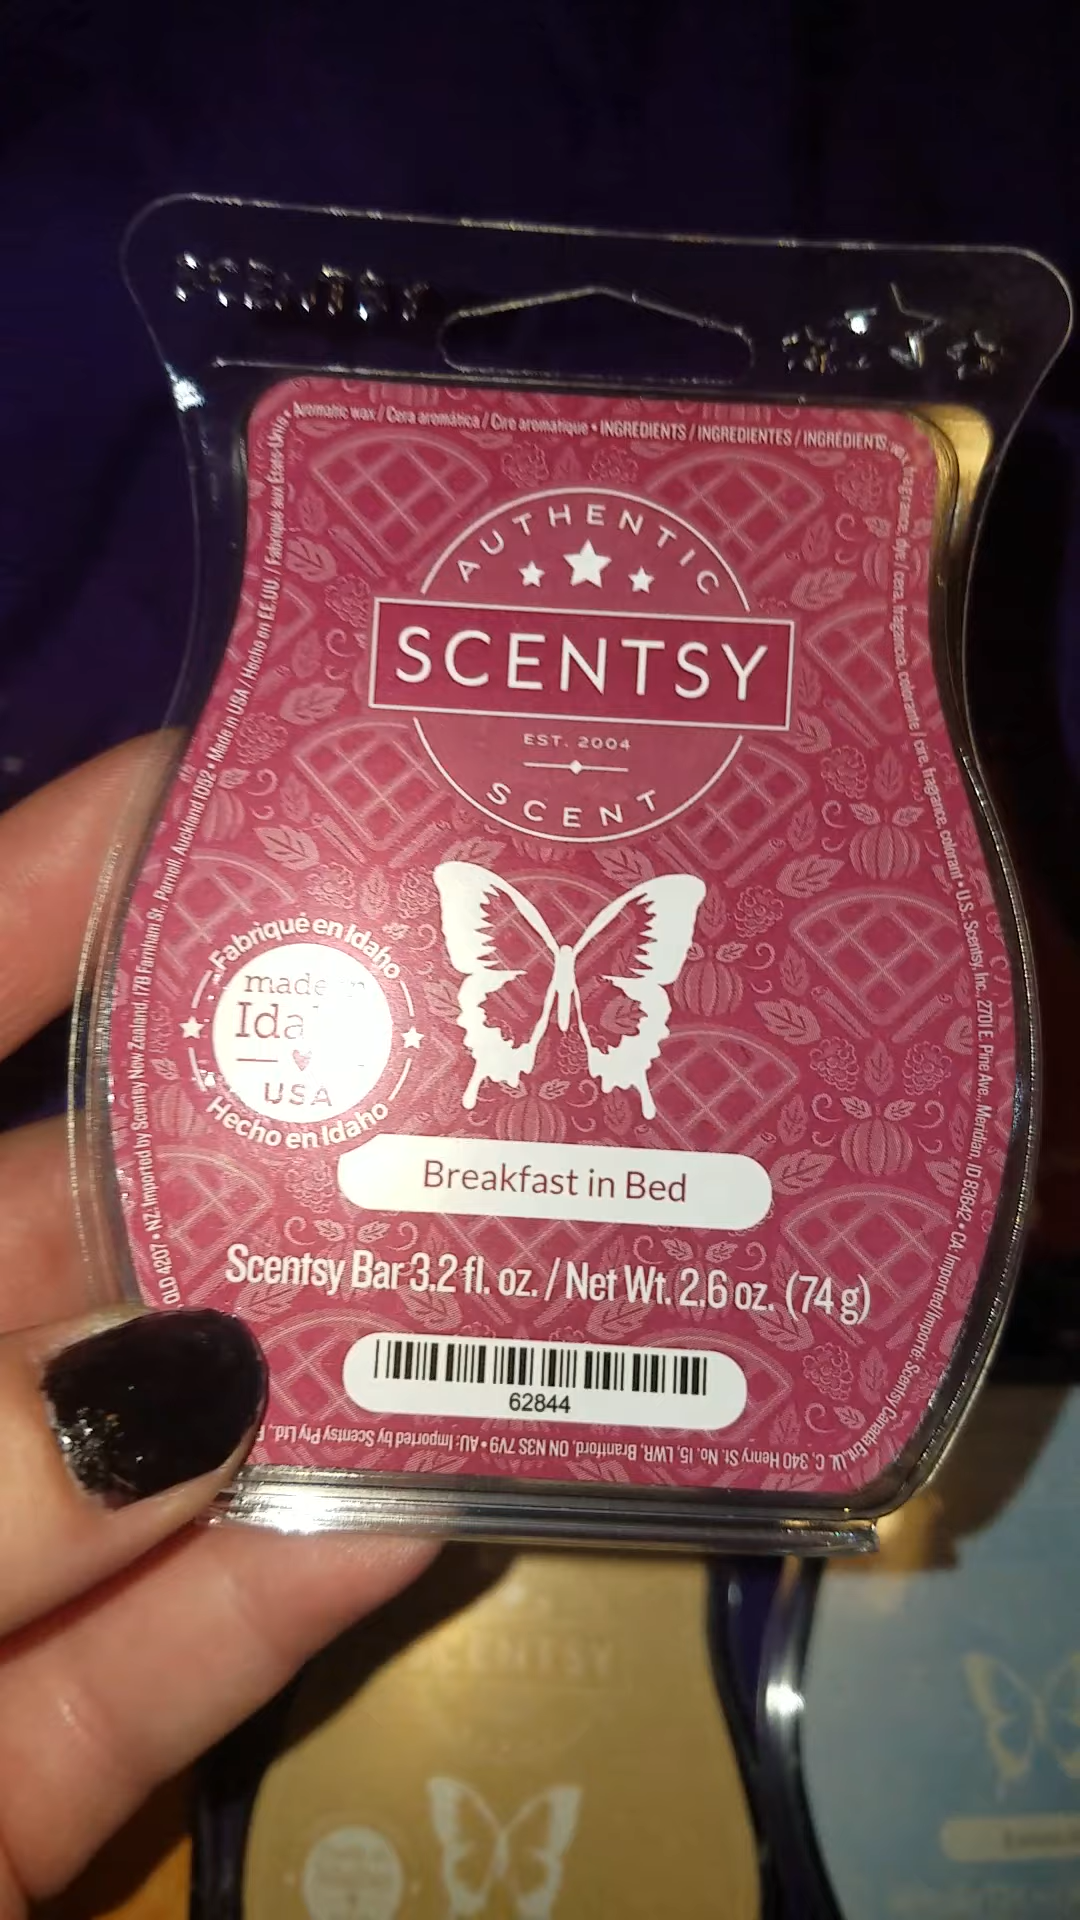 SCENTSY
Aromatic wax / Cera aromática / Cire aromatique • INGREDIENTS / INGREDIENTES / INGRÉDIENTS:
fragrance, dye / cera, fragancia, colorante / cire, fragrance, colorant • U.S.: Scentsy, Inc., 2701 E. Pine Ave., Meridian, ID 83642 • CA: Imported/Importé: Scentsy Canada
340 Henry St. No. 15, LWR, Brantford, ON N3S 7V9 • AU: Imported by Scentsy Pty Ltd.,
QLD 4207 • NZ: Imported by Scentsy New Zealand, 17B Farnham St., Parnell, Auckland 1052 • Made in USA / Hecho en EE.UU. / Fabriqué aux États-Unis •
AUTHENTIC
SCENTSY
EST. 2004
SCENT
Fabriqué en Idaho
made
USA
Hecho en Idaho
Breakfast in Bed
Scentsy Bar 3.2 fl. oz. / Net Wt. 2.6 oz. (74 g)
62844
SCENTSY